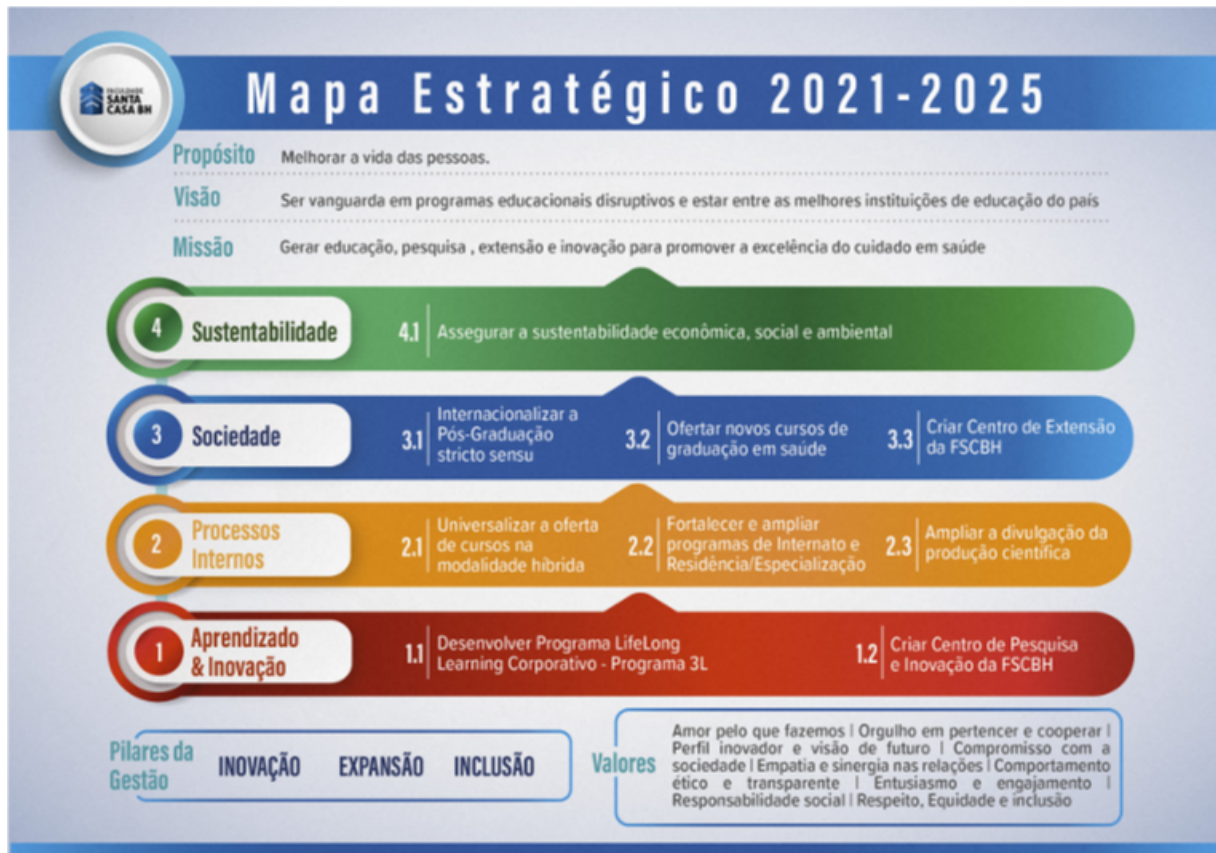 FACULDADE
SANTA
CASA BH
Mapa Estratégico 2021-2025
Propósito
Melhorar a vida das pessoas.
Visão
Ser vanguarda em programas educacionais disruptivos e estar entre as melhores instituições de educação do país
Missão
Gerar educação, pesquisa , extensão e inovação para promover a excelência do cuidado em saúde
4
Sustentabilidade
4.1
Assegurar a sustentabilidade econômica, social e ambiental
3
Sociedade
3.1
Internacionalizar a
Pós-Graduação
stricto sensu
3.2
Ofertar novos cursos de
graduação em saúde
3.3
Criar Centro de Extensão
da FSCBH
2
Processos
Internos
2.1
Universalizar a oferta
de cursos na
modalidade híbrida
2.2
Fortalecer e ampliar
programas de Internato e
Residência/Especialização
2.3
Ampliar a divulgação da
produção científica
1
Aprendizado
& Inovação
1.1
Desenvolver Programa LifeLong
Learning Corporativo - Programa 3L
1.2
Criar Centro de Pesquisa
e Inovação da FSCBH
Pilares da
Gestão
INOVAÇÃO EXPANSÃO INCLUSÃO
Valores
Amor pelo que fazemos | Orgulho em pertencer e cooperar |
Perfil inovador e visão de futuro | Compromisso com a
sociedade | Empatia e sinergia nas relações | Comportamento
ético e transparente | Entusiasmo e engajamento |
Responsabilidade social | Respeito, Equidade e inclusão